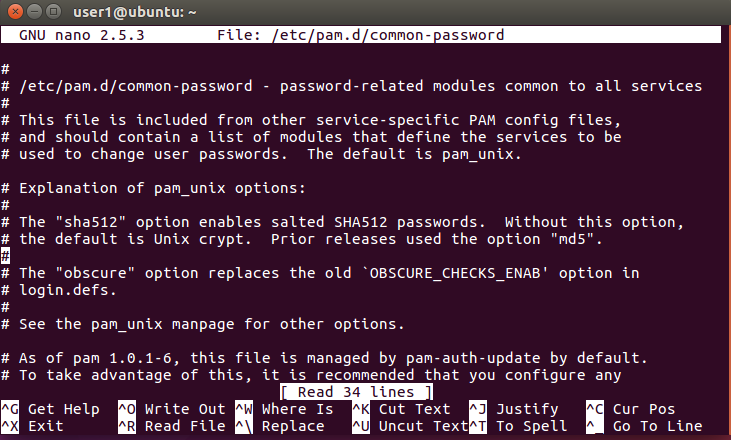 user1@ubuntu: ~
GNU nano 2.5.3 File: /etc/pam.d/common-password
#
# /etc/pam.d/common-password - password-related modules common to all services
#
# This file is included from other service-specific PAM config files,
# and should contain a list of modules that define the services to be
# used to change user passwords.  The default is pam_unix.
# Explanation of pam_unix options:
#
# The "sha512" option enables salted SHA512 passwords.  Without this option,
# the default is Unix crypt.  Prior releases used the option "md5".
#
# The "obscure" option replaces the old `OBSCURE_CHECKS_ENAB' option in
# login.defs.
#
# See the pam_unix manpage for other options.
# As of pam 1.0.1-6, this file is managed by pam-auth-update by default.
# To take advantage of this, it is recommended that you configure any
[ Read 34 lines ]
^G Get Help ^O Write Out ^W Where Is ^K Cut Text ^J Justify ^C Cur Pos
^X Exit ^R Read File ^\ Replace ^U Uncut Text ^T To Spell ^_ Go To Line